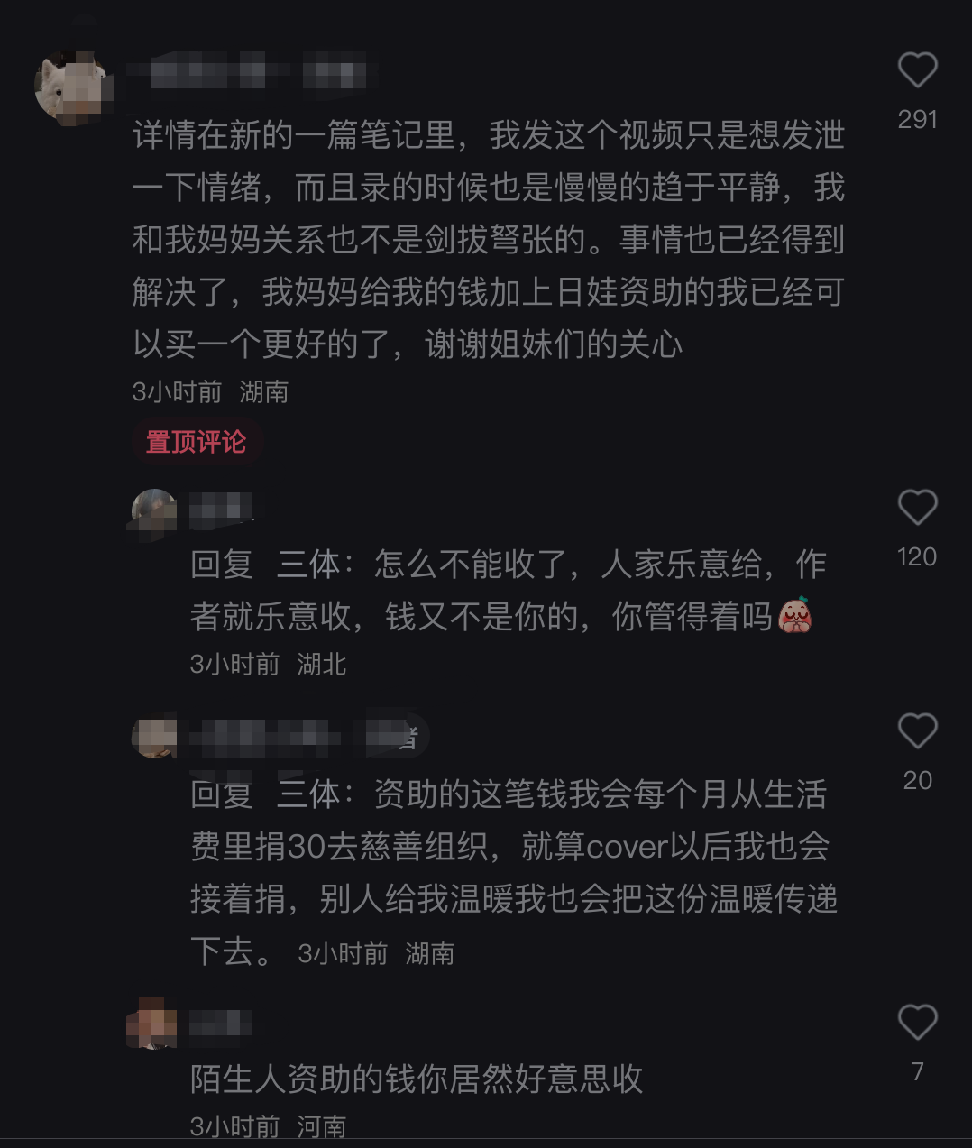 291
详情在新的一篇笔记里，我发这个视频只是想发泄
一下情绪，而且录的时候也是慢慢的趋于平静，我
和我妈妈关系也不是剑拔弩张的。事情也已经得到
解决了，我妈妈给我的钱加上日娃资助的我已经可
以买一个更好的了，谢谢姐妹们的关心
3小时前 湖南
置顶评论
回复 三体：怎么不能收了，人家乐意给，作
120
者就乐意收，钱又不是你的，你管得着吗
3小时前 湖北
者
回复 三体：资助的这笔钱我会每个月从生活
20
费里捐30去慈善组织，就算cover以后我也会
接着捐，别人给我温暖我也会把这份温暖传递
下去。 3小时前 湖南
陌生人资助的钱你居然好意思收
7
3小时前 河南